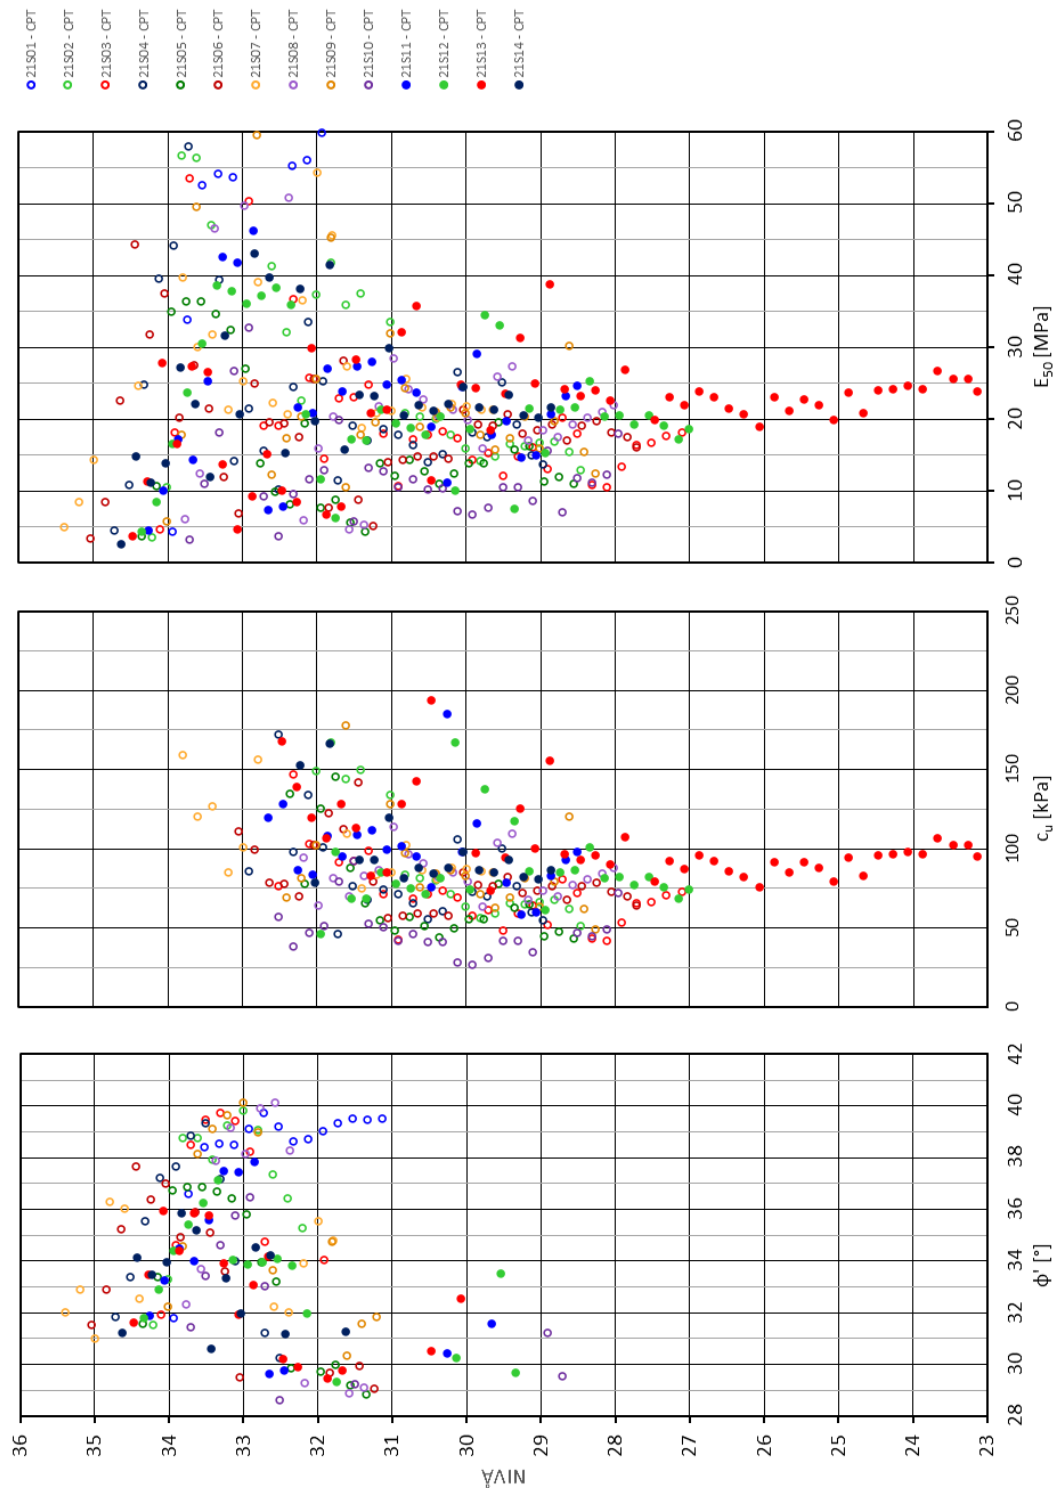 21S01 - CPT
21S02 - CPT
21S03 - CPT
21S04 - CPT
21S05 - CPT
21S06 - CPT
21S07 - CPT
21S08 - CPT
21S09 - CPT
21S10 - CPT
21S11 - CPT
21S12 - CPT
21S13 - CPT
21S14 - CPT
36 35 34 33 32 31 30 29 28 27 26 25 24 23
NIVÅ
28 30 32 34 36 38 40 42
φ' [°]
0 50 100 150 200 250
cu [kPa]
0 10 20 30 40 50 60
E50 [MPa]